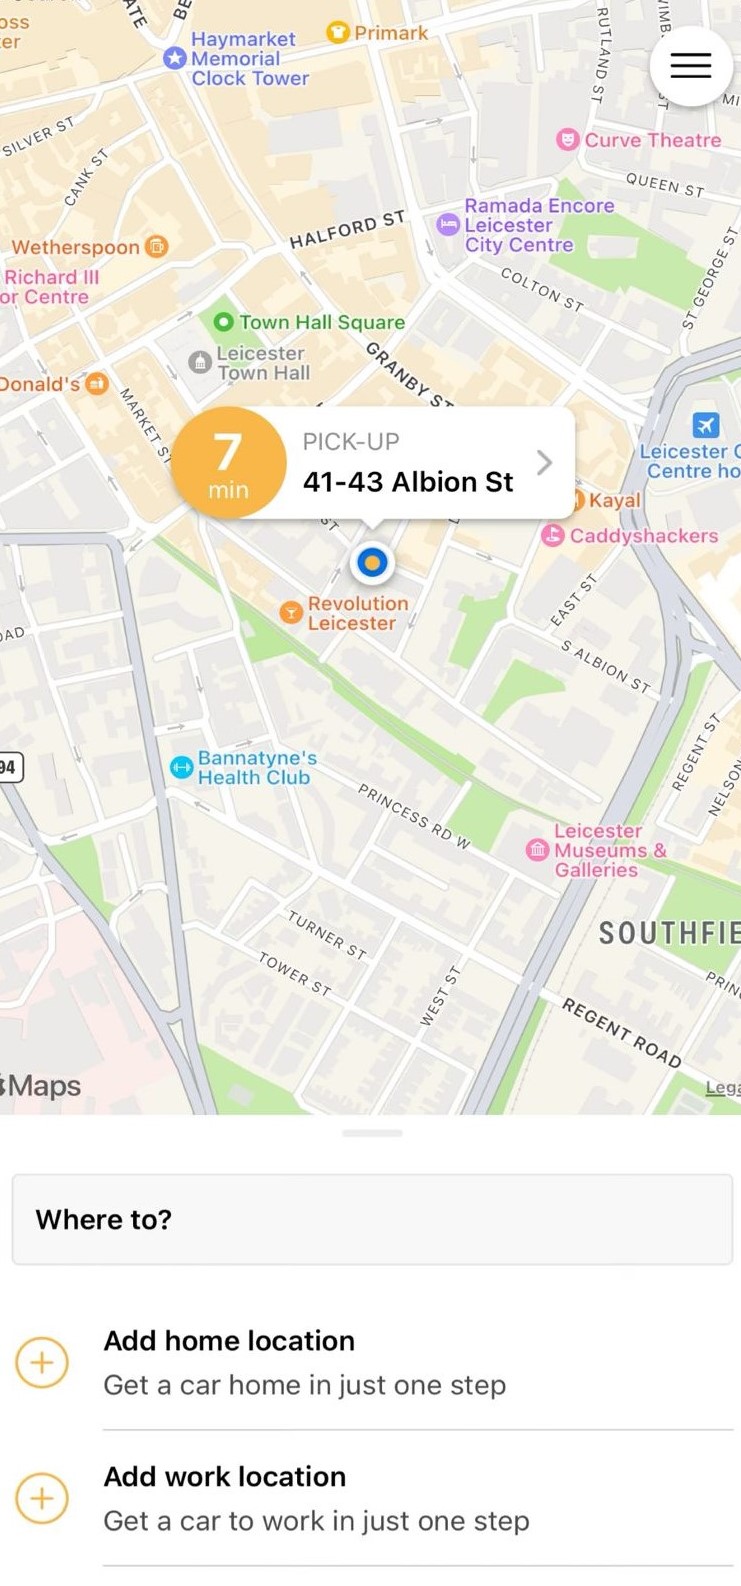 oss
er
ATE
BE
Haymarket
Memorial
Clock Tower
Primark
RUTLAND ST
WIMB
ST
MI
SILVER ST
CANK ST
Curve Theatre
QUEEN ST
Ramada Encore
Leicester
City Centre
HALFORD ST
Wetherspoon
Richard III
or Centre
COLTON ST
ST GEORGE ST
Town Hall Square
Leicester
Town Hall
GRANBY ST
Donald's
MARKET ST
7
min
PICK-UP
41-43 Albion St
Leicester C
Centre ho
Kayal
ST
Caddyshackers
Revolution
Leicester
EAST ST
OAD
S ALBION ST
REGENT ST
NELSON
94
Bannatyne's
Health Club
PRINCESS RD W
Leicester
Museums &
Galleries
SOUTHFIE
TURNER ST
TOWER ST
WEST ST
PRIN
REGENT ROAD
Maps
Lega
Where to?
Add home location
Get a car home in just one step
Add work location
Get a car to work in just one step